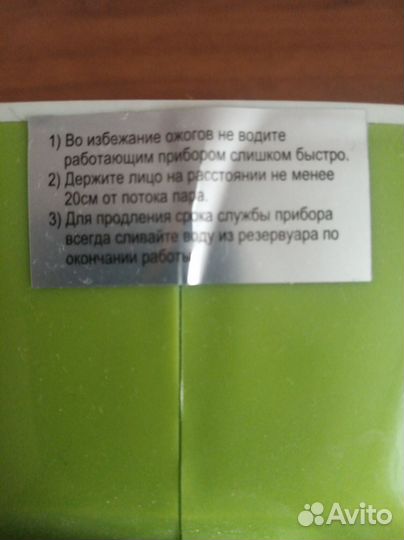 1) Во избежание ожогов не водите
работающим прибором слишком быстро.
2) Держите лицо на расстоянии не менее
20см от потока пара.
3) Для продления срока службы прибора
всегда сливайте воду из резервуара по
окончании работы
Avito